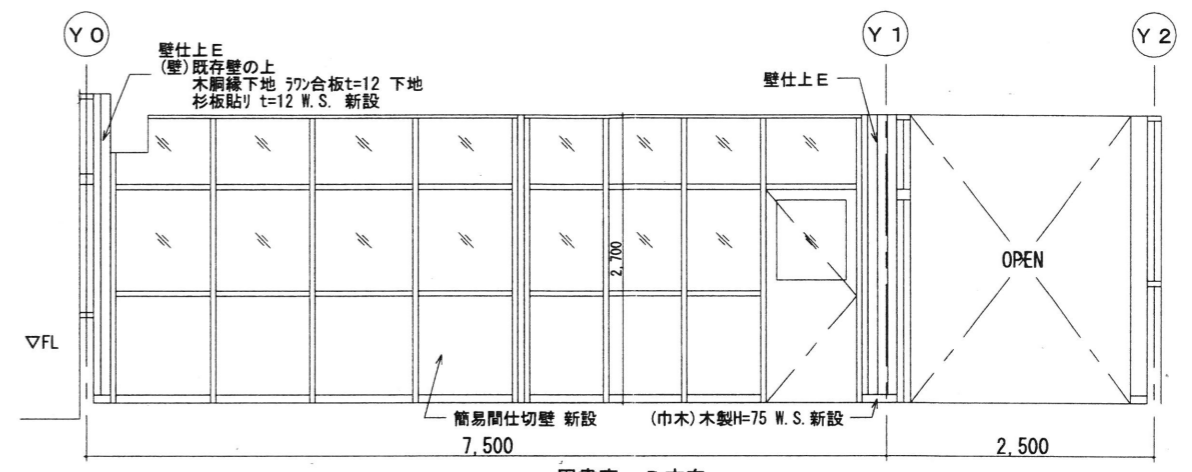 Y 0
Y 1
Y 2
壁仕上E
(壁)既存壁の上
木胴縁下地 ラワン合板t=12 下地
杉板貼り t=12 W.S. 新設
壁仕上E
2,700
OPEN
▽FL
簡易間仕切壁 新設
(巾木)木製H=75 W.S.新設
7,500
2,500